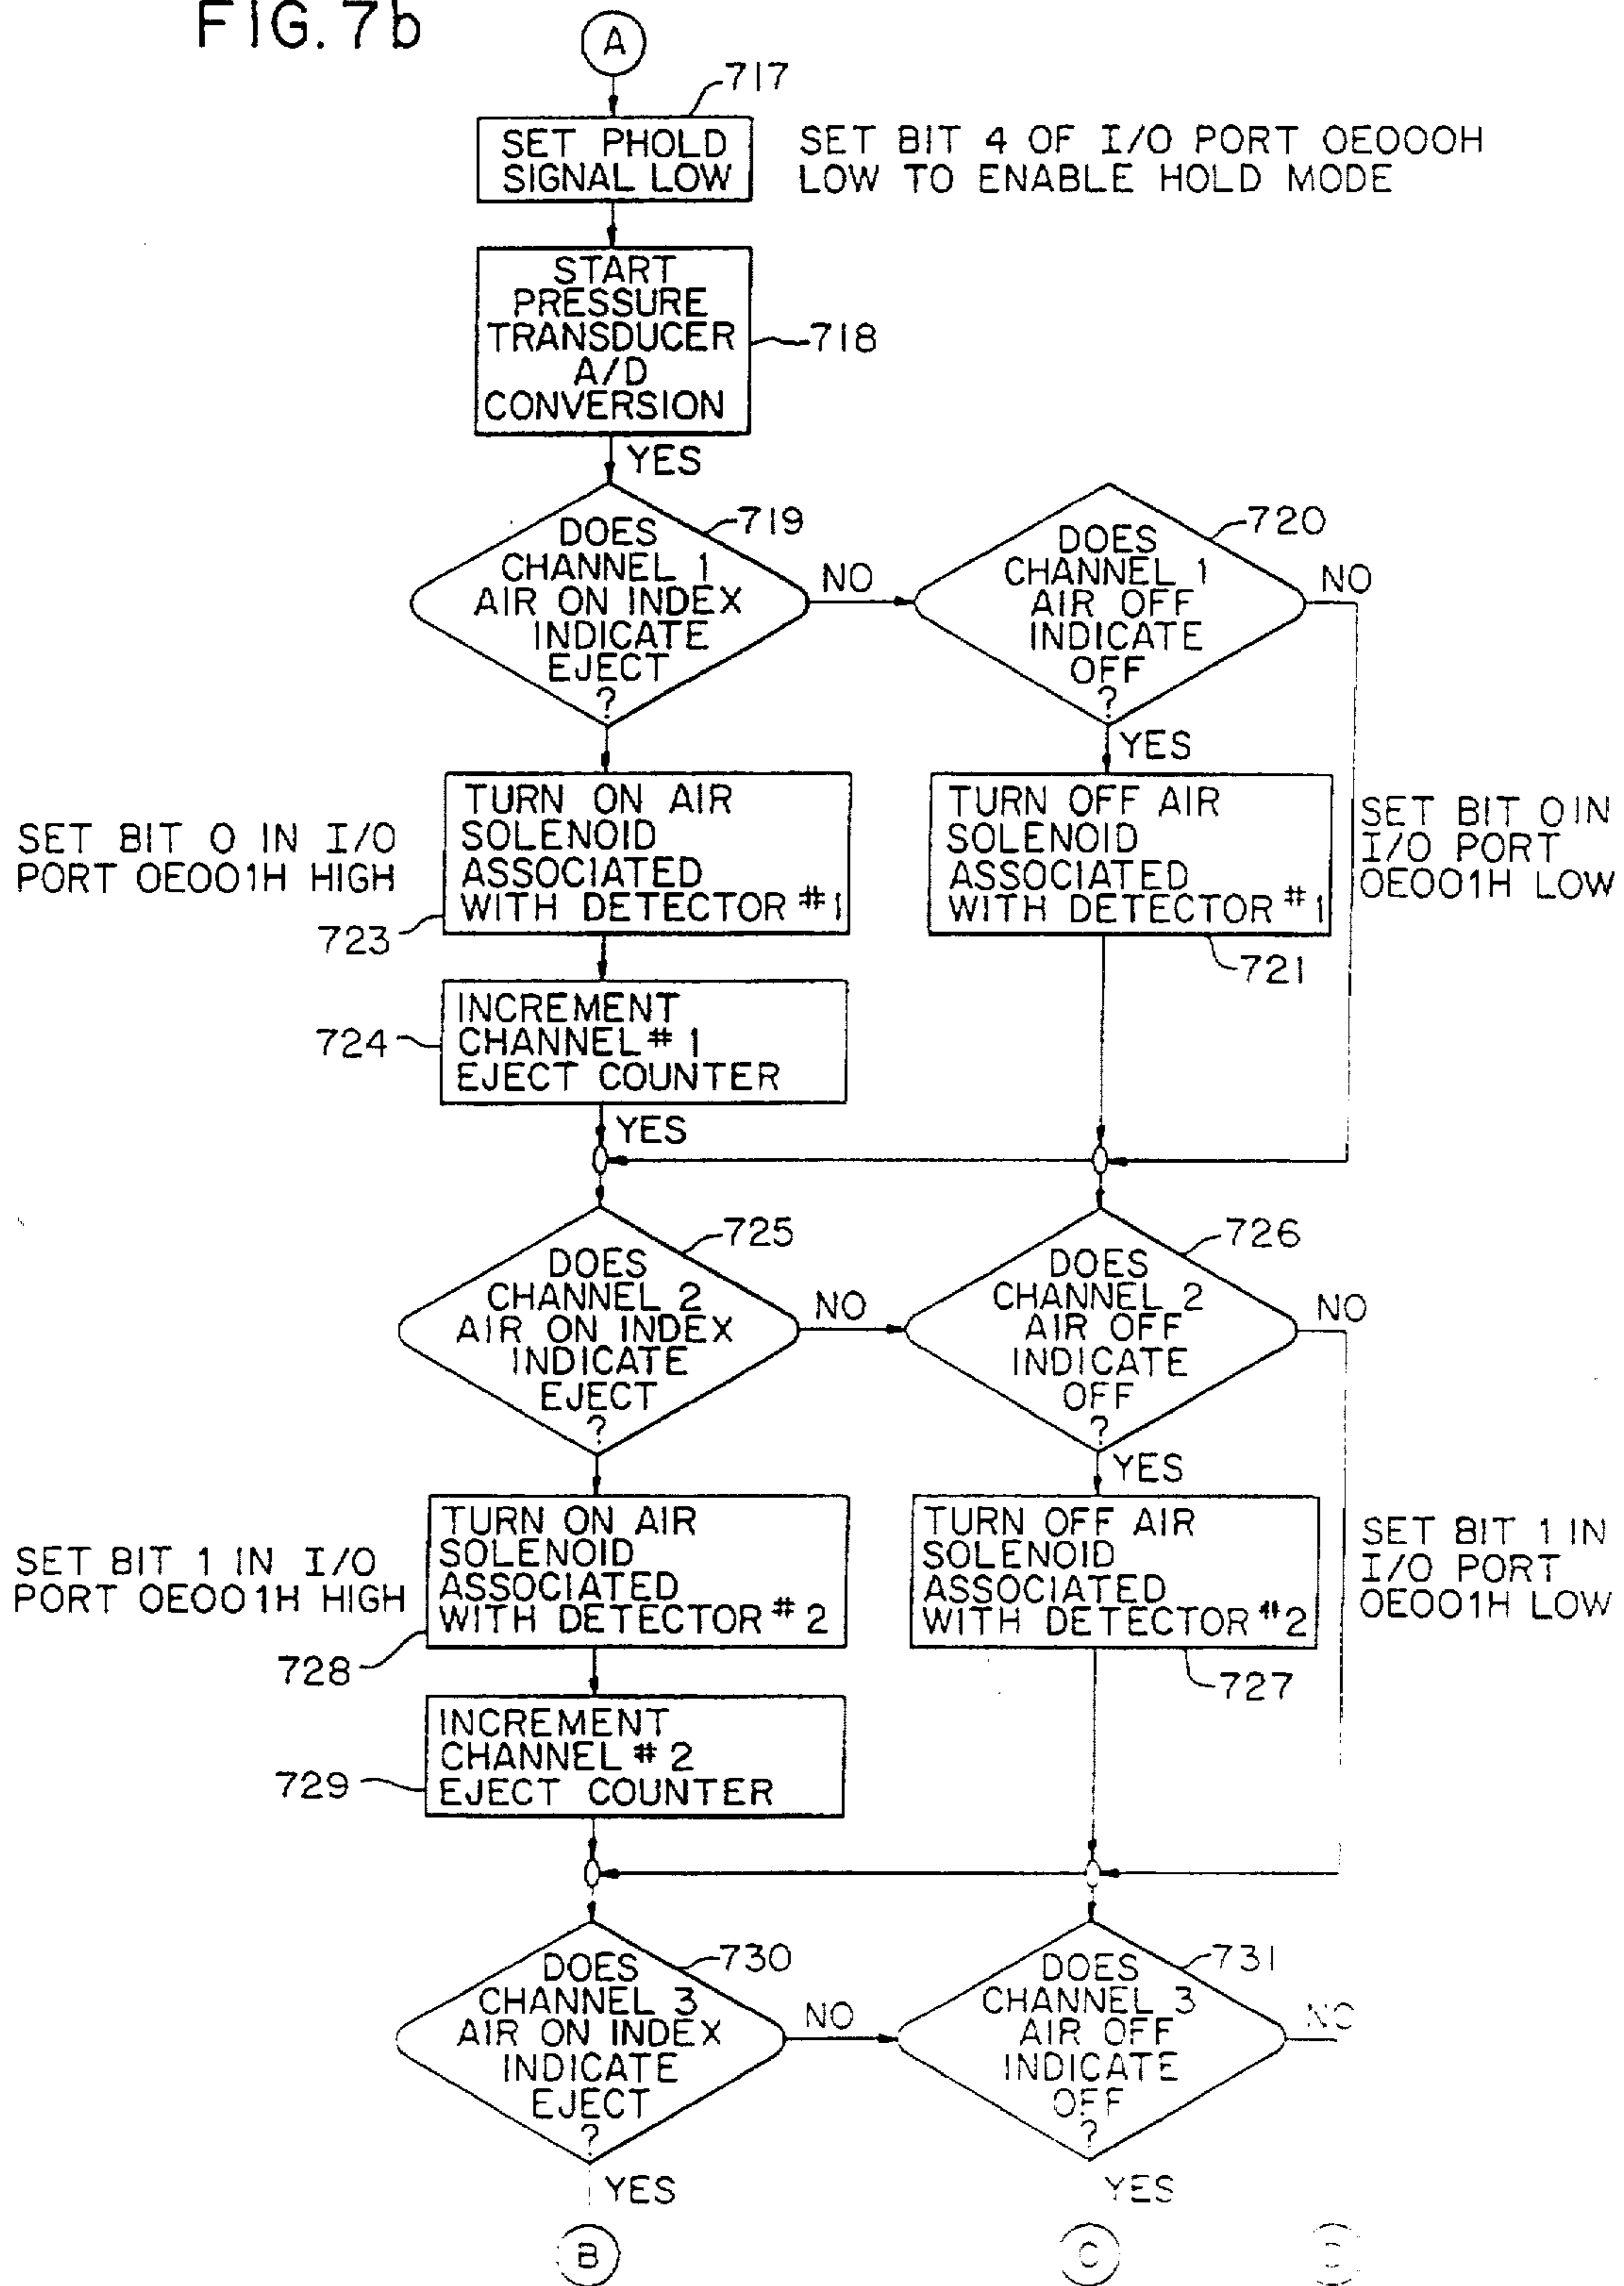 FIG. 7b
A
717
SET PHOLD
SIGNAL LOW
SET BIT 4 OF I/O PORT OEOOOH
LOW TO ENABLE HOLD MODE
START
PRESSURE
TRANSDUCER
A/D
CONVERSION
718
YES
DOES
CHANNEL 1
AIR ON INDEX
INDICATE
EJECT
?
719
NO
DOES
CHANNEL 1
AIR OFF
INDICATE
OFF
?
720
NO
YES
SET BIT O IN I/O
PORT OEOO1H HIGH
TURN ON AIR
SOLENOID
ASSOCIATED
WITH DETECTOR #1
723
TURN OFF AIR
SOLENOID
ASSOCIATED
WITH DETECTOR #1
721
SET BIT O IN
I/O PORT
OEOO1H LOW
INCREMENT
CHANNEL # 1
EJECT COUNTER
724
YES
DOES
CHANNEL 2
AIR ON INDEX
INDICATE
EJECT
?
725
NO
DOES
CHANNEL 2
AIR OFF
INDICATE
OFF
?
726
NO
YES
SET BIT 1 IN I/O
PORT OEOO1H HIGH
TURN ON AIR
SOLENOID
ASSOCIATED
WITH DETECTOR # 2
728
TURN OFF AIR
SOLENOID
ASSOCIATED
WITH DETECTOR #2
727
SET BIT 1 IN
I/O PORT
OEOO1H LOW
INCREMENT
CHANNEL # 2
EJECT COUNTER
729
DOES
CHANNEL 3
AIR ON INDEX
INDICATE
EJECT
?
730
NO
DOES
CHANNEL 3
AIR OFF
INDICATE
OFF
?
731
NO
YES
YES
B
C